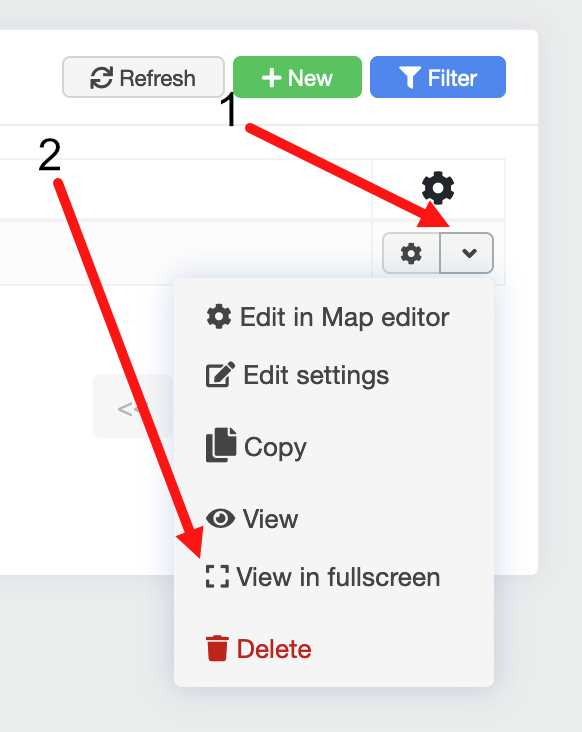 Refresh
New
Filter
1
2
<
Edit in Map editor
Edit settings
Copy
View
View in fullscreen
Delete